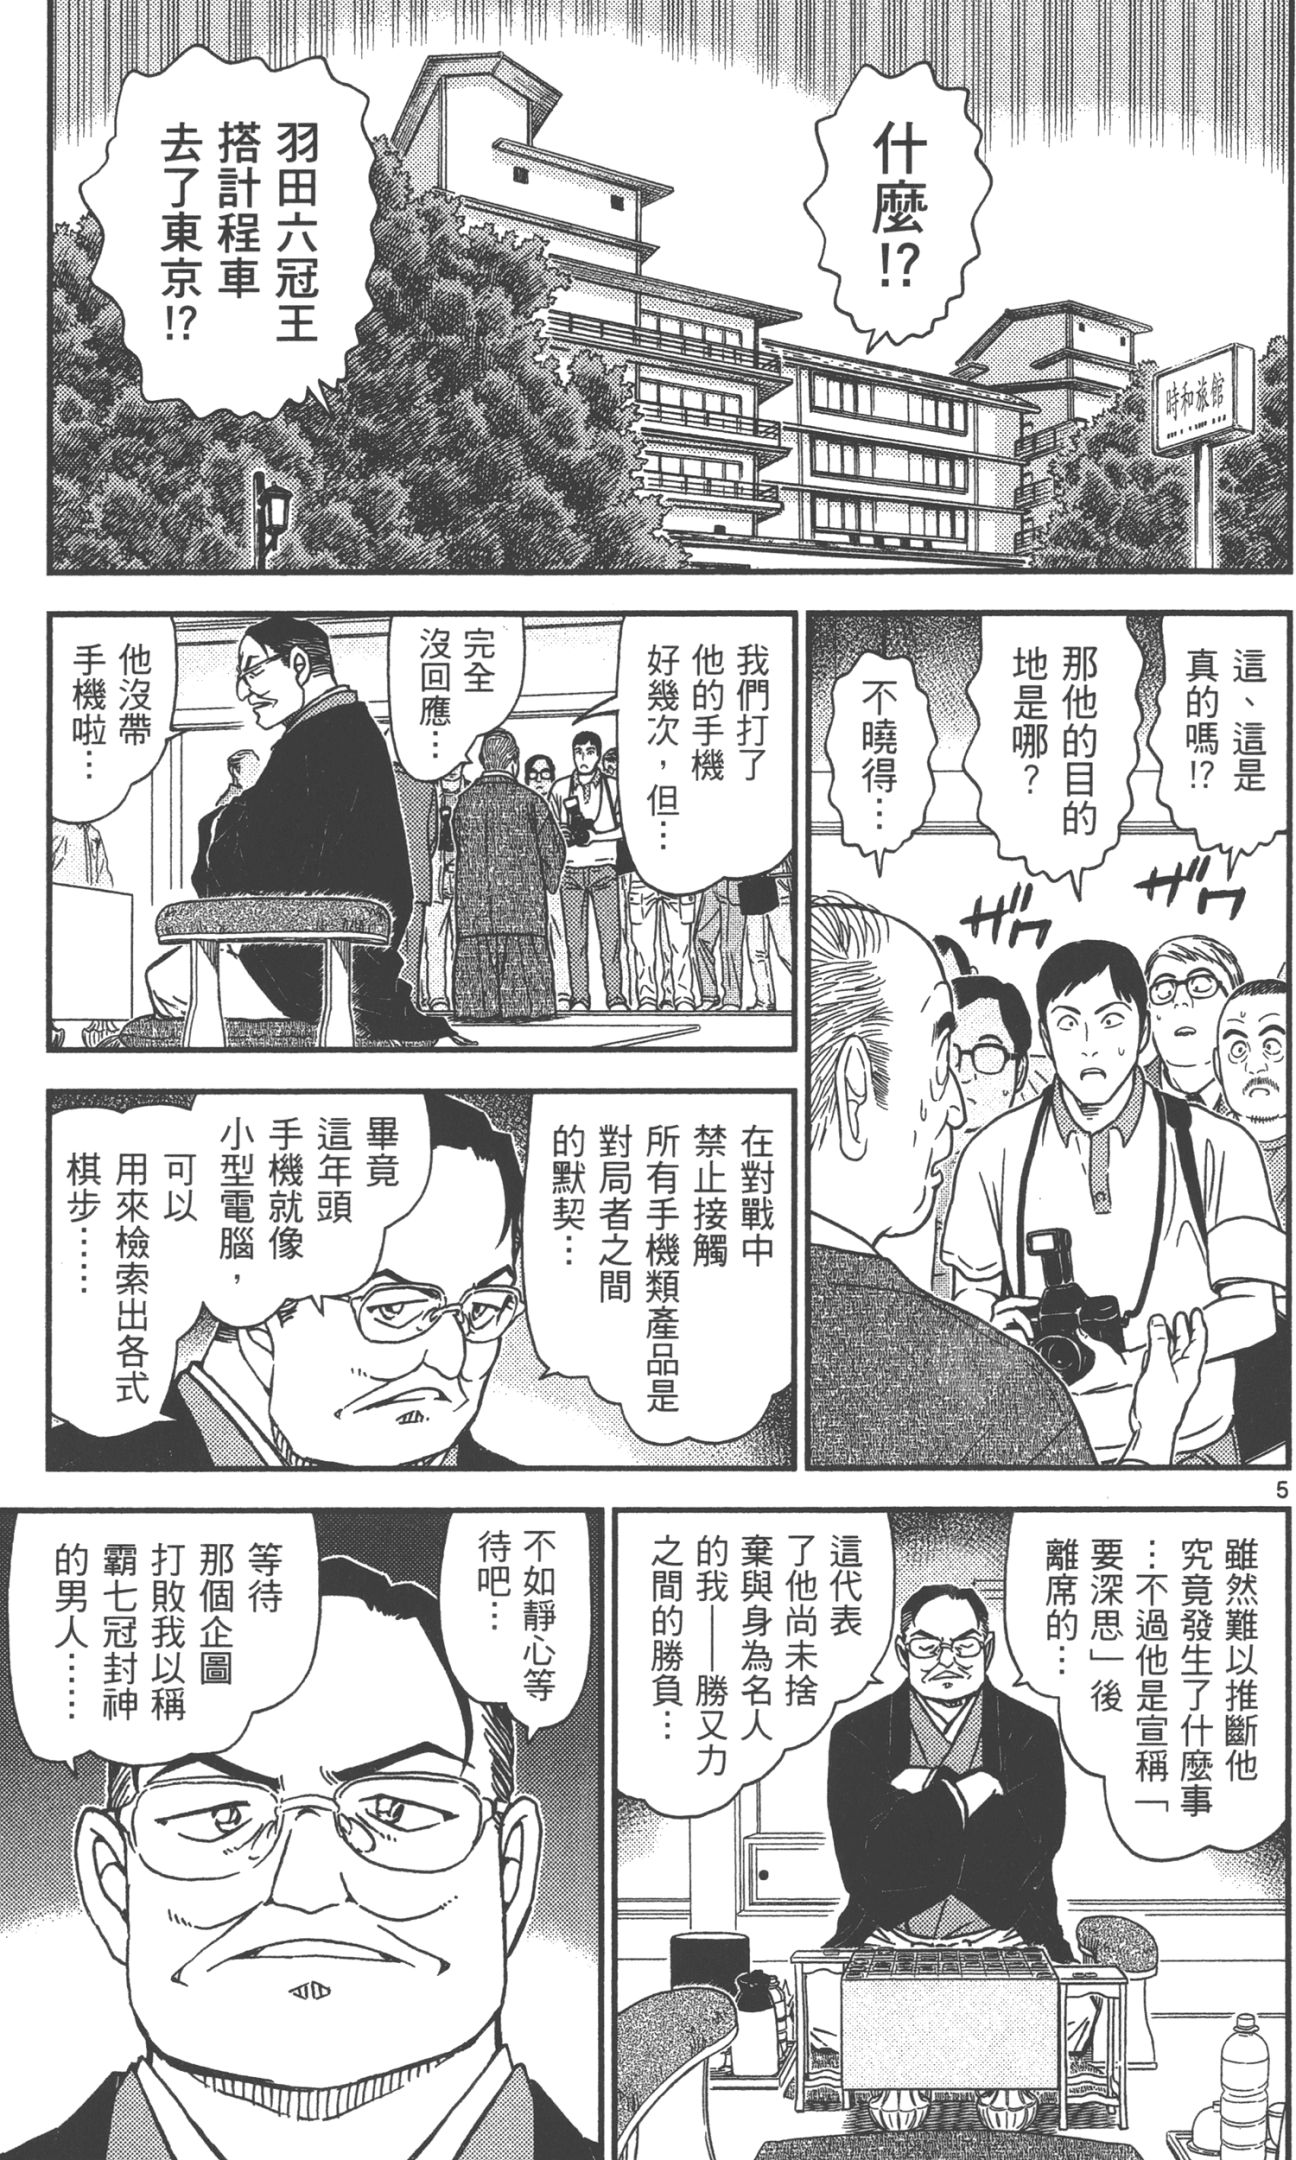 什麼!?
羽田六冠王
搭計程車
去了東京!?
時和旅館
這、這是
真的嗎!?
那他的目的
地是哪？
不曉得…
ザワ
ザワ
我們打了
他的手機
好幾次，但…
完全
沒回應…
他沒帶
手機啦…
在對戰中
禁止接觸
所有手機類產品是
對局者之間
的默契…
畢竟
這年頭
手機就像
小型電腦，
可以
用來檢索出各式
棋步……
5
雖然難以推斷他
究竟發生了什麼事
…不過他是宣稱「
要深思」後
離席的…
這代表
了他尚未捨
棄與身為名人
的我——勝又力
之間的勝負…
不如靜心等
待吧…
等待
那個企圖
打敗我以稱
霸七冠封神
的男人……